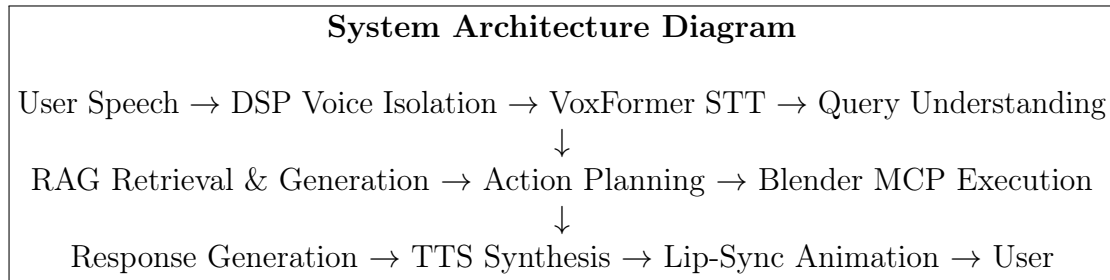 System Architecture Diagram
User Speech → DSP Voice Isolation → VoxFormer STT → Query Understanding
↓
RAG Retrieval & Generation → Action Planning → Blender MCP Execution
↓
Response Generation → TTS Synthesis → Lip-Sync Animation → User